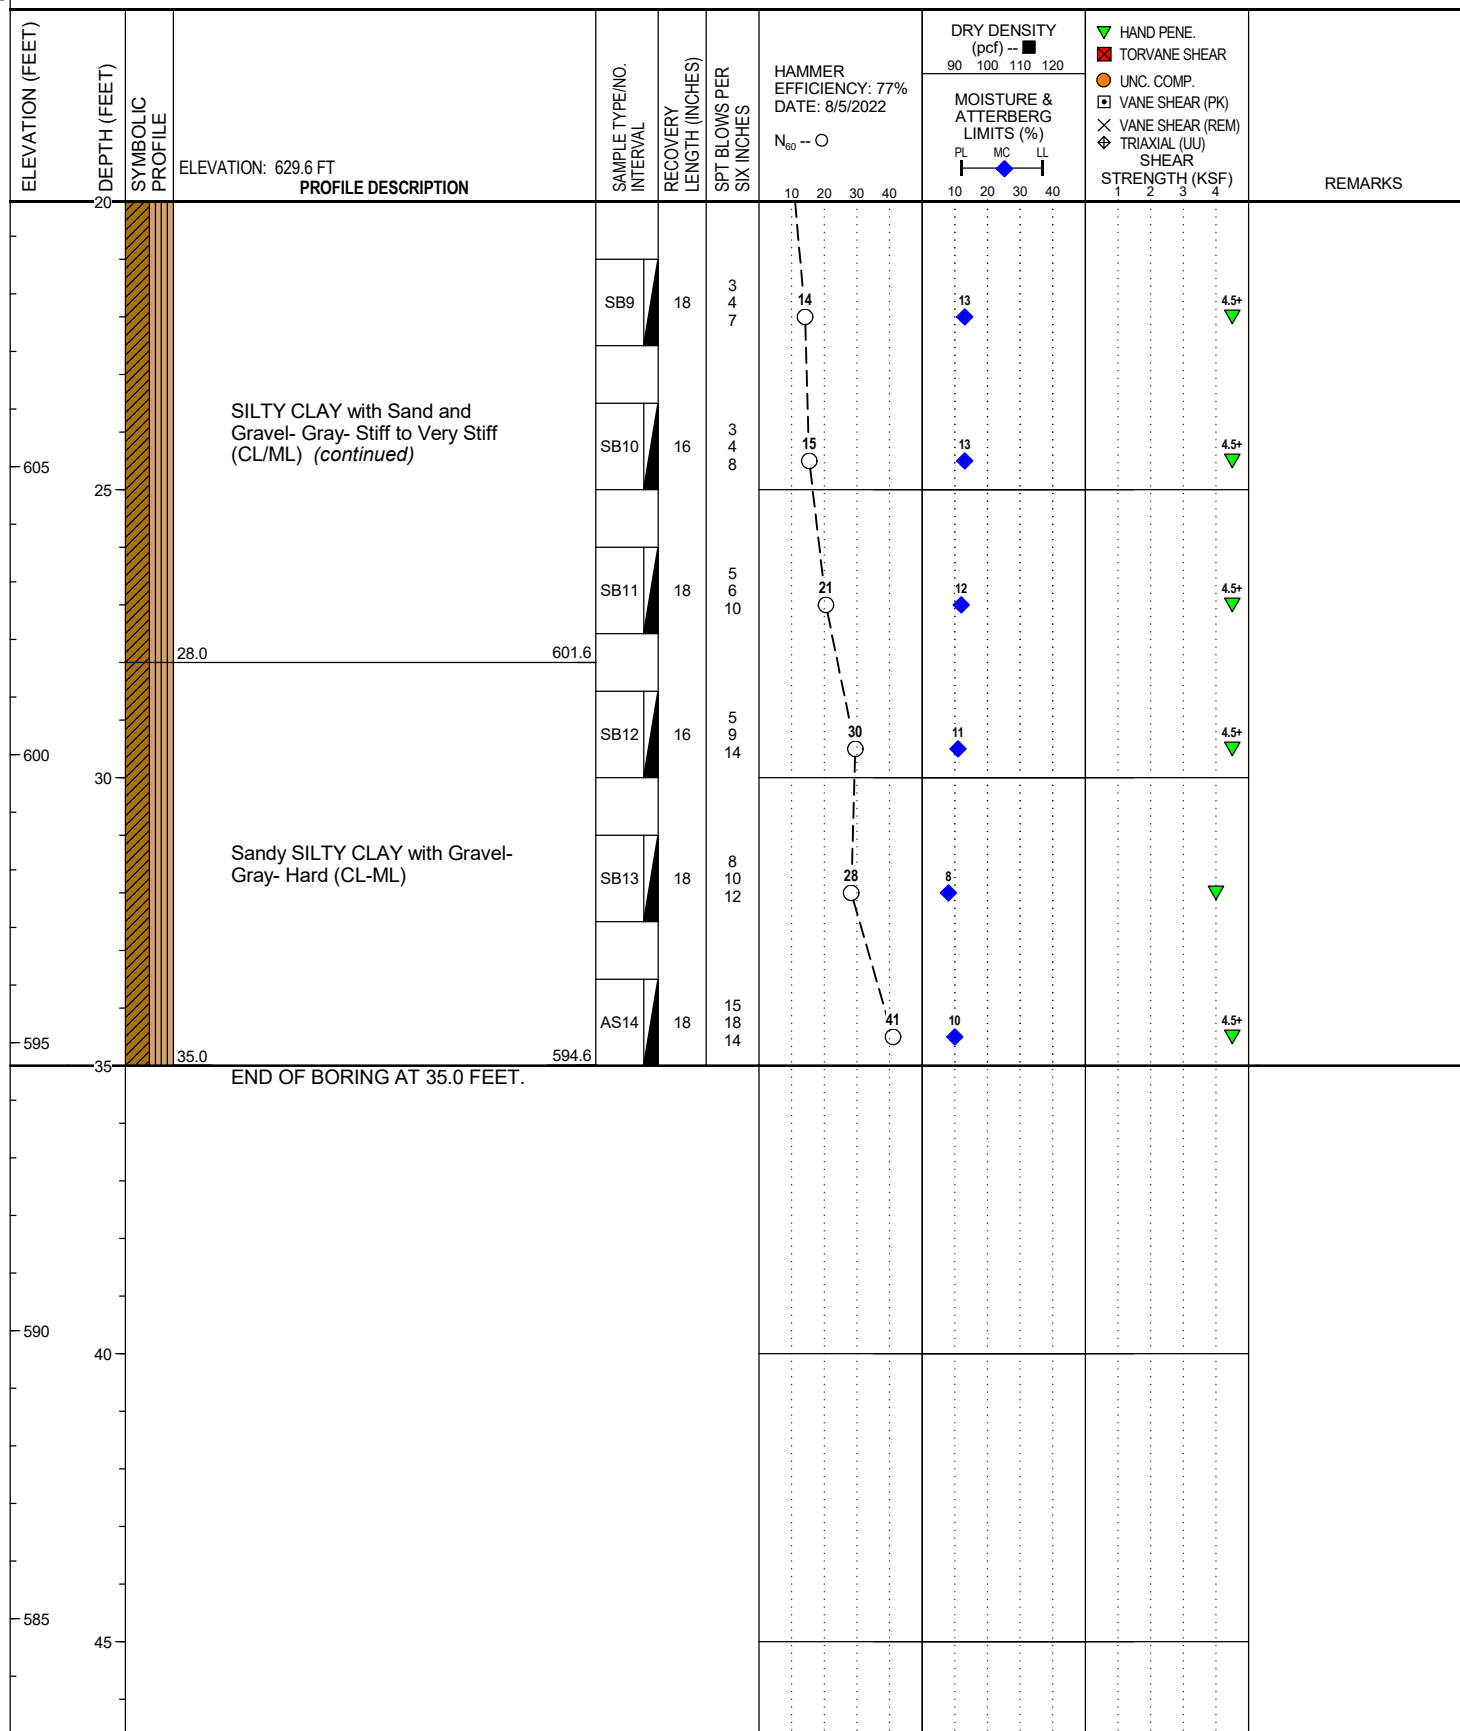 ELEVATION (FEET)
DEPTH (FEET)
SYMBOLIC
PROFILE
ELEVATION: 629.6 FT
PROFILE DESCRIPTION
SAMPLE TYPE/NO.
INTERVAL
RECOVERY
LENGTH (INCHES)
SPT BLOWS PER
SIX INCHES
HAMMER
EFFICIENCY: 77%
DATE: 8/5/2022
N60 -- O
10 20 30 40
DRY DENSITY
(pcf) -- ■
90 100 110 120
MOISTURE &
ATTERBERG
LIMITS (%)
PL MC LL
10 20 30 40
HAND PENE.
TORVANE SHEAR
UNC. COMP.
VANE SHEAR (PK)
VANE SHEAR (REM)
TRIAXIAL (UU)
SHEAR
STRENGTH (KSF)
1 2 3 4
REMARKS
20
3
SB9 18 4 14 13 4.5+
7
SILTY CLAY with Sand and
Gravel- Gray- Stiff to Very Stiff
(CL/ML) (continued)
3
SB10 16 4 15 13 4.5+
8
605
25
5
SB11 18 6 21 12 4.5+
10
28.0 601.6
5
SB12 16 9 30 11 4.5+
14
600
30
Sandy SILTY CLAY with Gravel-
Gray- Hard (CL-ML)
8
SB13 18 10 28 8
12
15
AS14 18 18 41 10 4.5+
14
595
35.0 594.6
35
END OF BORING AT 35.0 FEET.
590
40
585
45